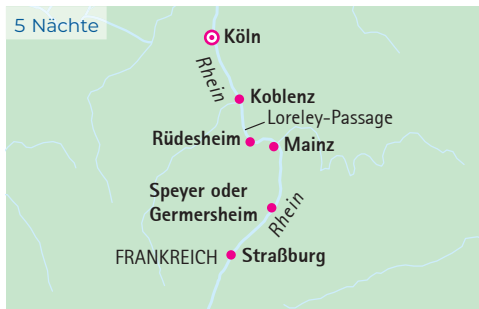 5 Nächte
Köln
Rhein
Koblenz
Loreley-Passage
Rüdesheim
Mainz
Speyer oder
Germersheim
Rhein
FRANKREICH
Straßburg